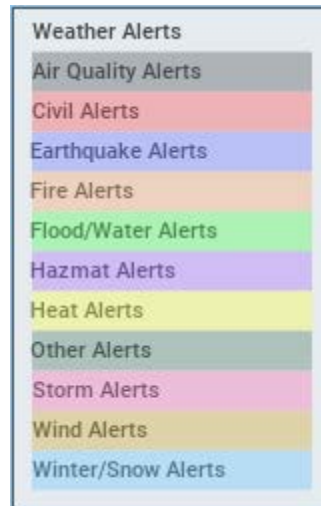 Weather Alerts
Air Quality Alerts
Civil Alerts
Earthquake Alerts
Fire Alerts
Flood/Water Alerts
Hazmat Alerts
Heat Alerts
Other Alerts
Storm Alerts
Wind Alerts
Winter/Snow Alerts